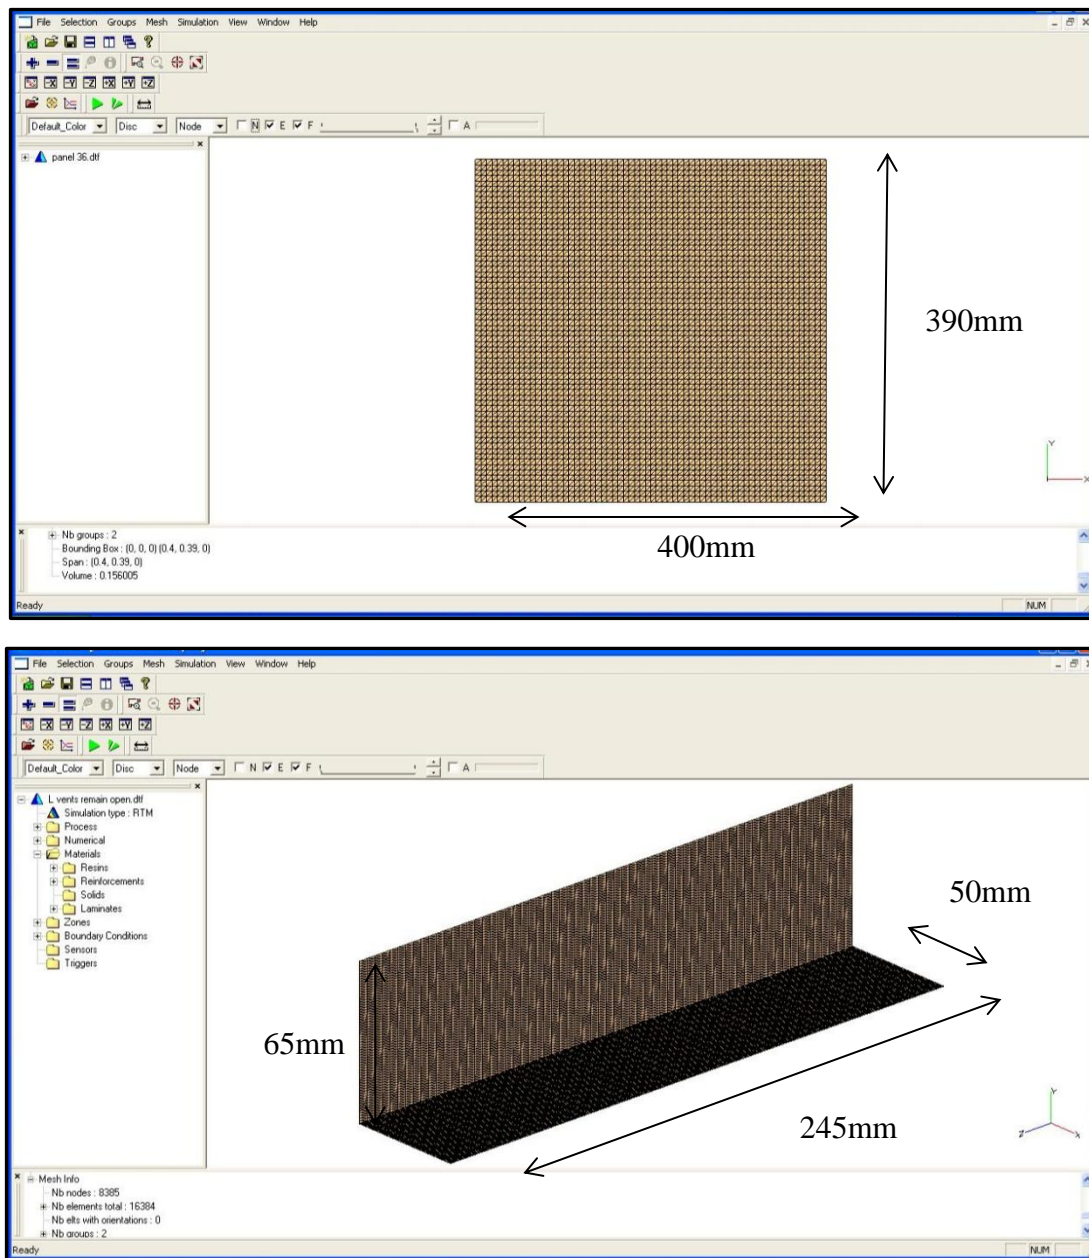 File Selection Groups Mesh Simulation View Window Help
Default_Color Disc Node N E F A
panel 36.dtf
390mm
Y
X
400mm
Nb groups : 2
Bounding Box : (0, 0, 0) (0.4, 0.39, 0)
Span : (0.4, 0.39, 0)
Volume : 0.156005
Ready NUM
File Selection Groups Mesh Simulation View Window Help
Default_Color Disc Node N E F A
L vents remain open.dtf
Simulation type : RTM
Process
Numerical
Materials
Resins
Reinforcements
Solids
Laminates
Zones
Boundary Conditions
Sensors
Triggers
50mm
65mm
245mm
Y
Z X
Mesh Info
Nb nodes : 8385
Nb elements total : 16384
Nb elts with orientations : 0
Nb groups : 2
Ready NUM